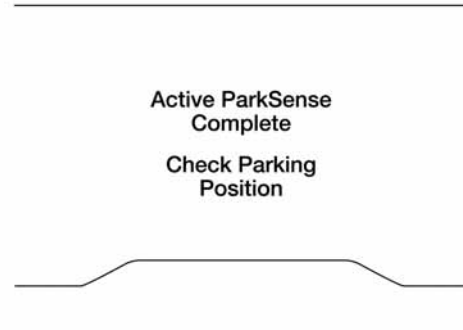 Active ParkSense
Complete
Check Parking
Position